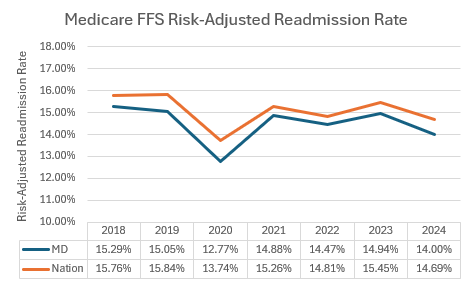 Medicare FFS Risk-Adjusted Readmission Rate
Risk-Adjusted Readmission Rate
18.00%
17.00%
16.00%
15.00%
14.00%
13.00%
12.00%
11.00%
10.00%
2018 2019 2020 2021 2022 2023 2024
MD 15.29% 15.05% 12.77% 14.88% 14.47% 14.94% 14.00%
Nation 15.76% 15.84% 13.74% 15.26% 14.81% 15.45% 14.69%